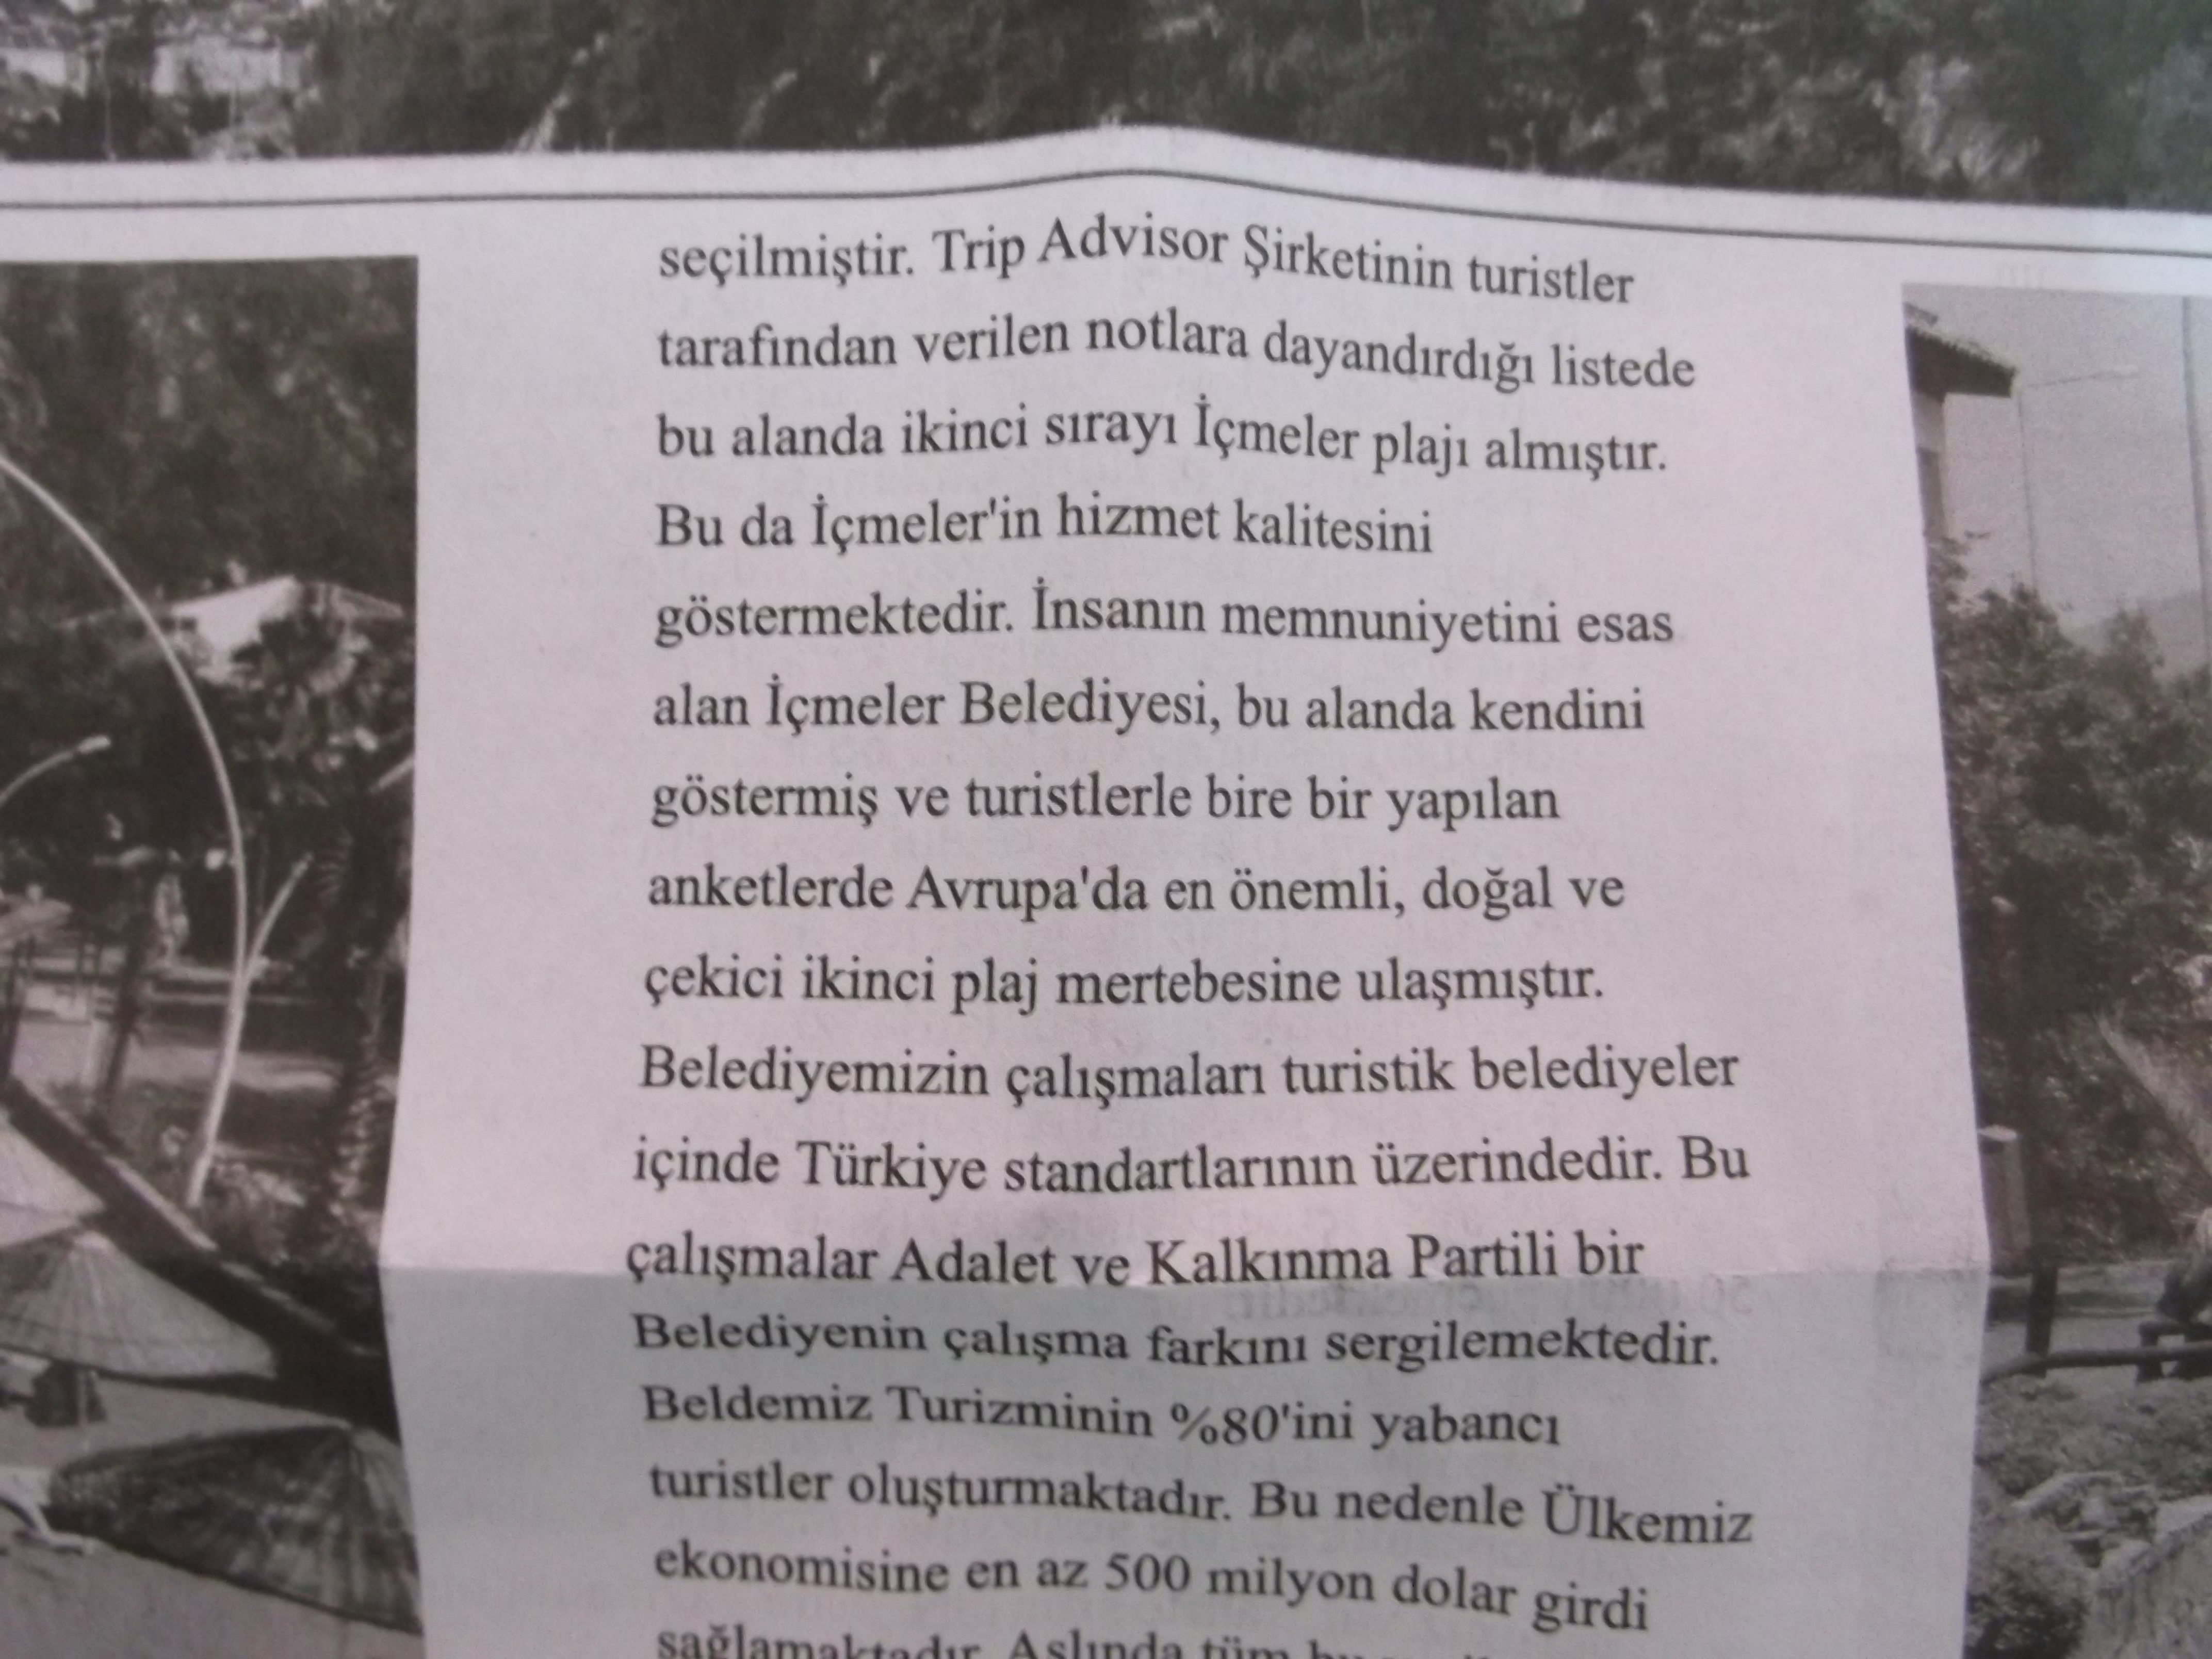 seçilmiştir. Trip Advisor Şirketinin turistler
tarafından verilen notlara dayandırdığı listede
bu alanda ikinci sırayı İçmeler plajı almıştır.
Bu da İçmeler'in hizmet kalitesini
göstermektedir. İnsanın memnuniyetini esas
alan İçmeler Belediyesi, bu alanda kendini
göstermiş ve turistlerle bire bir yapılan
anketlerde Avrupa'da en önemli, doğal ve
çekici ikinci plaj mertebesine ulaşmıştır.
Belediyemizin çalışmaları turistik belediyeler
içinde Türkiye standartlarının üzerindedir. Bu
çalışmalar Adalet ve Kalkınma Partili bir
Belediyenin çalışma farkını sergilemektedir.
Beldemiz Turizminin %80'ini yabancı
turistler oluşturmaktadır. Bu nedenle Ülkemiz
ekonomisine en az 500 milyon dolar girdi
sağlamaktadır. Aslında tüm